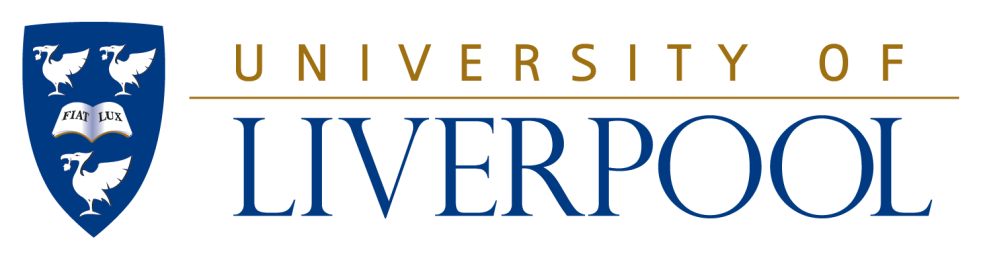 FIAT LUX
UNIVERSITY OF
LIVERPOOL